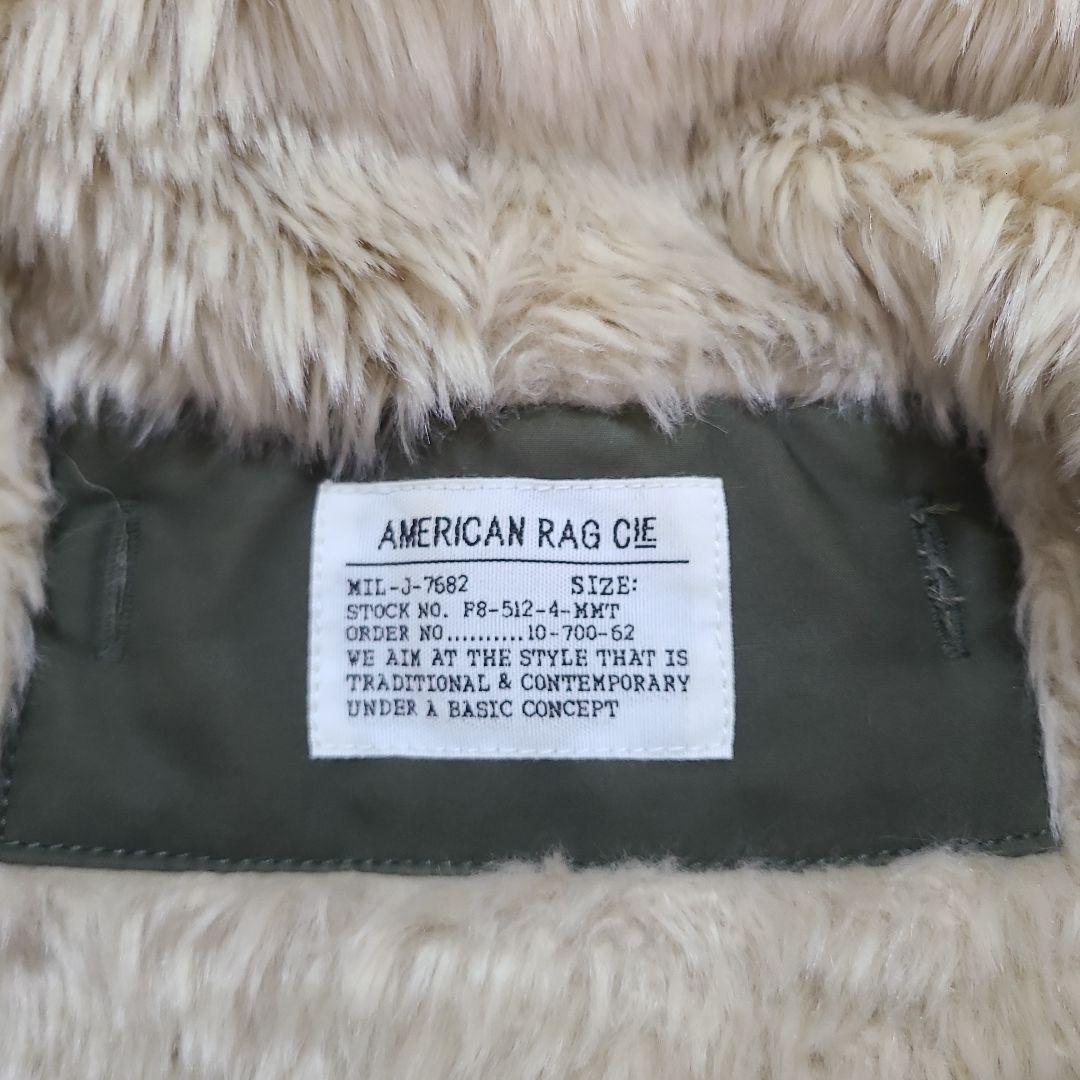 AMERICAN RAG CIE
MIL-J-7682 SIZE:
STOCK NO. P8-512-4-MMT
ORDER NO..........10-700-62
WE AIM AT THE STYLE THAT IS
TRADITIONAL & CONTEMPORARY
UNDER A BASIC CONCEPT